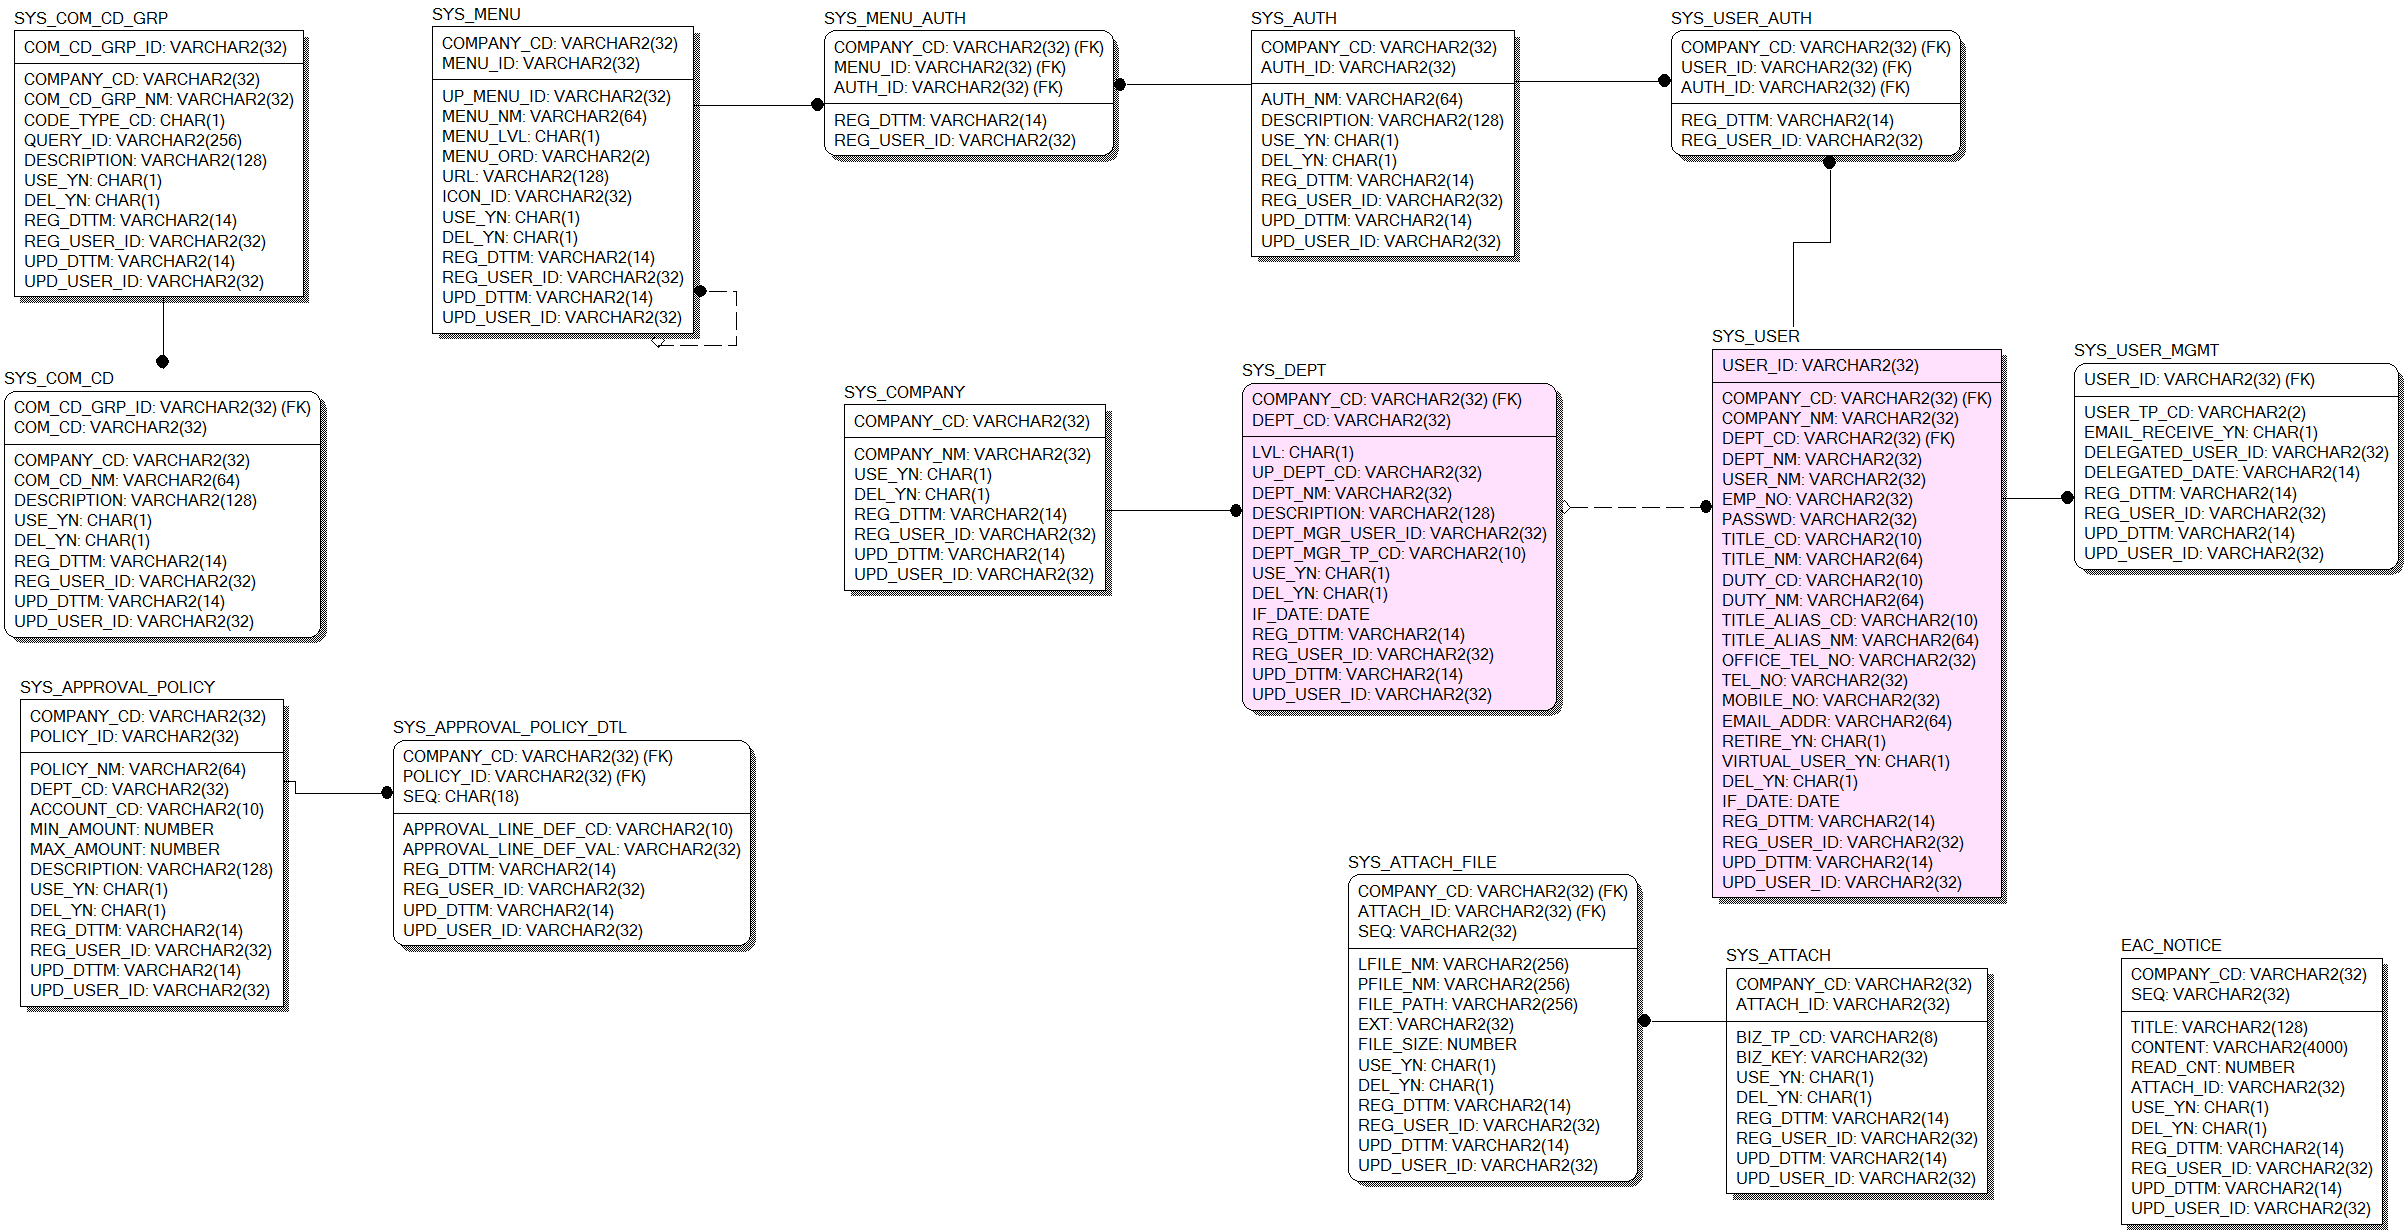 SYS_COM_CD_GRP
COM_CD_GRP_ID: VARCHAR2(32)
COMPANY_CD: VARCHAR2(32)
COM_CD_GRP_NM: VARCHAR2(32)
CODE_TYPE_CD: CHAR(1)
QUERY_ID: VARCHAR2(256)
DESCRIPTION: VARCHAR2(128)
USE_YN: CHAR(1)
DEL_YN: CHAR(1)
REG_DTTM: VARCHAR2(14)
REG_USER_ID: VARCHAR2(32)
UPD_DTTM: VARCHAR2(14)
UPD_USER_ID: VARCHAR2(32)
SYS_MENU
COMPANY_CD: VARCHAR2(32)
MENU_ID: VARCHAR2(32)
UP_MENU_ID: VARCHAR2(32)
MENU_NM: VARCHAR2(64)
MENU_LVL: CHAR(1)
MENU_ORD: VARCHAR2(2)
URL: VARCHAR2(128)
ICON_ID: VARCHAR2(32)
USE_YN: CHAR(1)
DEL_YN: CHAR(1)
REG_DTTM: VARCHAR2(14)
REG_USER_ID: VARCHAR2(32)
UPD_DTTM: VARCHAR2(14)
UPD_USER_ID: VARCHAR2(32)
SYS_MENU_AUTH
COMPANY_CD: VARCHAR2(32) (FK)
MENU_ID: VARCHAR2(32) (FK)
AUTH_ID: VARCHAR2(32) (FK)
REG_DTTM: VARCHAR2(14)
REG_USER_ID: VARCHAR2(32)
SYS_AUTH
COMPANY_CD: VARCHAR2(32)
AUTH_ID: VARCHAR2(32)
AUTH_NM: VARCHAR2(64)
DESCRIPTION: VARCHAR2(128)
USE_YN: CHAR(1)
DEL_YN: CHAR(1)
REG_DTTM: VARCHAR2(14)
REG_USER_ID: VARCHAR2(32)
UPD_DTTM: VARCHAR2(14)
UPD_USER_ID: VARCHAR2(32)
SYS_USER_AUTH
COMPANY_CD: VARCHAR2(32) (FK)
USER_ID: VARCHAR2(32) (FK)
AUTH_ID: VARCHAR2(32) (FK)
REG_DTTM: VARCHAR2(14)
REG_USER_ID: VARCHAR2(32)
SYS_COM_CD
COM_CD_GRP_ID: VARCHAR2(32) (FK)
COM_CD: VARCHAR2(32)
COMPANY_CD: VARCHAR2(32)
COM_CD_NM: VARCHAR2(64)
DESCRIPTION: VARCHAR2(128)
USE_YN: CHAR(1)
DEL_YN: CHAR(1)
REG_DTTM: VARCHAR2(14)
REG_USER_ID: VARCHAR2(32)
UPD_DTTM: VARCHAR2(14)
UPD_USER_ID: VARCHAR2(32)
SYS_COMPANY
COMPANY_CD: VARCHAR2(32)
COMPANY_NM: VARCHAR2(32)
USE_YN: CHAR(1)
DEL_YN: CHAR(1)
REG_DTTM: VARCHAR2(14)
REG_USER_ID: VARCHAR2(32)
UPD_DTTM: VARCHAR2(14)
UPD_USER_ID: VARCHAR2(32)
SYS_DEPT
COMPANY_CD: VARCHAR2(32) (FK)
DEPT_CD: VARCHAR2(32)
LVL: CHAR(1)
UP_DEPT_CD: VARCHAR2(32)
DEPT_NM: VARCHAR2(32)
DESCRIPTION: VARCHAR2(128)
DEPT_MGR_USER_ID: VARCHAR2(32)
DEPT_MGR_TP_CD: VARCHAR2(10)
USE_YN: CHAR(1)
DEL_YN: CHAR(1)
IF_DATE: DATE
REG_DTTM: VARCHAR2(14)
REG_USER_ID: VARCHAR2(32)
UPD_DTTM: VARCHAR2(14)
UPD_USER_ID: VARCHAR2(32)
SYS_USER
USER_ID: VARCHAR2(32)
COMPANY_CD: VARCHAR2(32) (FK)
COMPANY_NM: VARCHAR2(32)
DEPT_CD: VARCHAR2(32) (FK)
DEPT_NM: VARCHAR2(32)
USER_NM: VARCHAR2(32)
EMP_NO: VARCHAR2(32)
PASSWD: VARCHAR2(32)
TITLE_CD: VARCHAR2(10)
TITLE_NM: VARCHAR2(64)
DUTY_CD: VARCHAR2(10)
DUTY_NM: VARCHAR2(64)
TITLE_ALIAS_CD: VARCHAR2(10)
TITLE_ALIAS_NM: VARCHAR2(64)
OFFICE_TEL_NO: VARCHAR2(32)
TEL_NO: VARCHAR2(32)
MOBILE_NO: VARCHAR2(32)
EMAIL_ADDR: VARCHAR2(64)
RETIRE_YN: CHAR(1)
VIRTUAL_USER_YN: CHAR(1)
DEL_YN: CHAR(1)
IF_DATE: DATE
REG_DTTM: VARCHAR2(14)
REG_USER_ID: VARCHAR2(32)
UPD_DTTM: VARCHAR2(14)
UPD_USER_ID: VARCHAR2(32)
SYS_USER_MGMT
USER_ID: VARCHAR2(32) (FK)
USER_TP_CD: VARCHAR2(2)
EMAIL_RECEIVE_YN: CHAR(1)
DELEGATED_USER_ID: VARCHAR2(32)
DELEGATED_DATE: VARCHAR2(14)
REG_DTTM: VARCHAR2(14)
REG_USER_ID: VARCHAR2(32)
UPD_DTTM: VARCHAR2(14)
UPD_USER_ID: VARCHAR2(32)
SYS_APPROVAL_POLICY
COMPANY_CD: VARCHAR2(32)
POLICY_ID: VARCHAR2(32)
POLICY_NM: VARCHAR2(64)
DEPT_CD: VARCHAR2(32)
ACCOUNT_CD: VARCHAR2(10)
MIN_AMOUNT: NUMBER
MAX_AMOUNT: NUMBER
DESCRIPTION: VARCHAR2(128)
USE_YN: CHAR(1)
DEL_YN: CHAR(1)
REG_DTTM: VARCHAR2(14)
REG_USER_ID: VARCHAR2(32)
UPD_DTTM: VARCHAR2(14)
UPD_USER_ID: VARCHAR2(32)
SYS_APPROVAL_POLICY_DTL
COMPANY_CD: VARCHAR2(32) (FK)
POLICY_ID: VARCHAR2(32) (FK)
SEQ: CHAR(18)
APPROVAL_LINE_DEF_CD: VARCHAR2(10)
APPROVAL_LINE_DEF_VAL: VARCHAR2(32)
REG_DTTM: VARCHAR2(14)
REG_USER_ID: VARCHAR2(32)
UPD_DTTM: VARCHAR2(14)
UPD_USER_ID: VARCHAR2(32)
SYS_ATTACH_FILE
COMPANY_CD: VARCHAR2(32) (FK)
ATTACH_ID: VARCHAR2(32) (FK)
SEQ: VARCHAR2(32)
LFILE_NM: VARCHAR2(256)
PFILE_NM: VARCHAR2(256)
FILE_PATH: VARCHAR2(256)
EXT: VARCHAR2(32)
FILE_SIZE: NUMBER
USE_YN: CHAR(1)
DEL_YN: CHAR(1)
REG_DTTM: VARCHAR2(14)
REG_USER_ID: VARCHAR2(32)
UPD_DTTM: VARCHAR2(14)
UPD_USER_ID: VARCHAR2(32)
SYS_ATTACH
COMPANY_CD: VARCHAR2(32)
ATTACH_ID: VARCHAR2(32)
BIZ_TP_CD: VARCHAR2(8)
BIZ_KEY: VARCHAR2(32)
USE_YN: CHAR(1)
DEL_YN: CHAR(1)
REG_DTTM: VARCHAR2(14)
REG_USER_ID: VARCHAR2(32)
UPD_DTTM: VARCHAR2(14)
UPD_USER_ID: VARCHAR2(32)
EAC_NOTICE
COMPANY_CD: VARCHAR2(32)
SEQ: VARCHAR2(32)
TITLE: VARCHAR2(128)
CONTENT: VARCHAR2(4000)
READ_CNT: NUMBER
ATTACH_ID: VARCHAR2(32)
USE_YN: CHAR(1)
DEL_YN: CHAR(1)
REG_DTTM: VARCHAR2(14)
REG_USER_ID: VARCHAR2(32)
UPD_DTTM: VARCHAR2(14)
UPD_USER_ID: VARCHAR2(32)